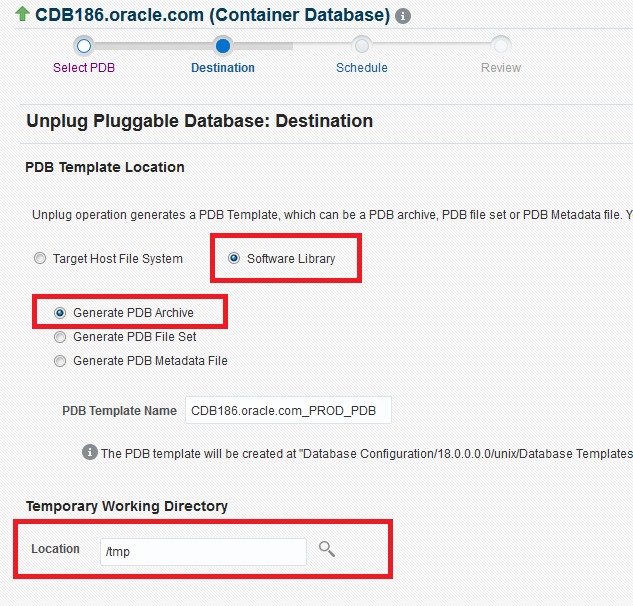 CDB186.oracle.com (Container Database) i
Select PDB Destination Schedule Review
Unplug Pluggable Database: Destination
PDB Template Location
Unplug operation generates a PDB Template, which can be a PDB archive, PDB file set or PDB Metadata file. Y
Target Host File System Software Library
Generate PDB Archive
Generate PDB File Set
Generate PDB Metadata File
PDB Template Name CDB186.oracle.com_PROD_PDB
i The PDB template will be created at "Database Configuration/18.0.0.0.0/unix/Database Templates
Temporary Working Directory
Location /tmp